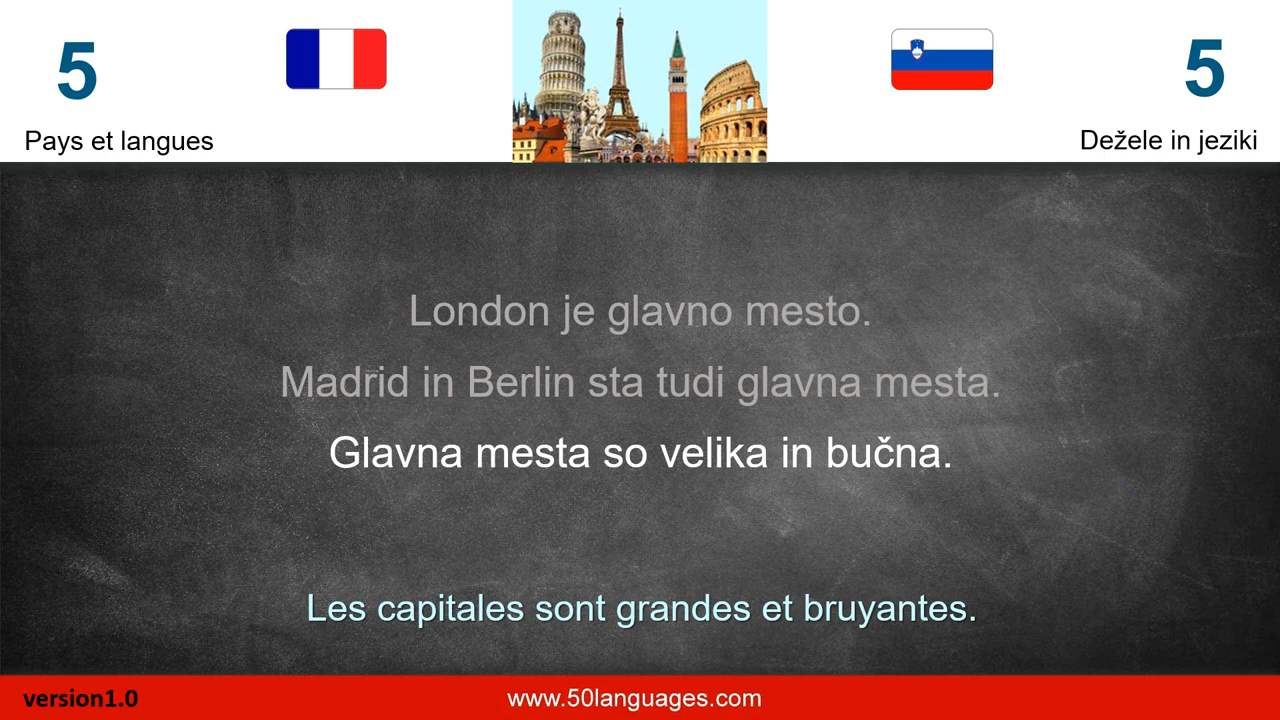 5
5
Pays et langues
Dežele in jeziki
London je glavno mesto.
Madrid in Berlin sta tudi glavna mesta.
Glavna mesta so velika in bučna.
Les capitales sont grandes et bruyantes.
version1.0
www.50languages.com